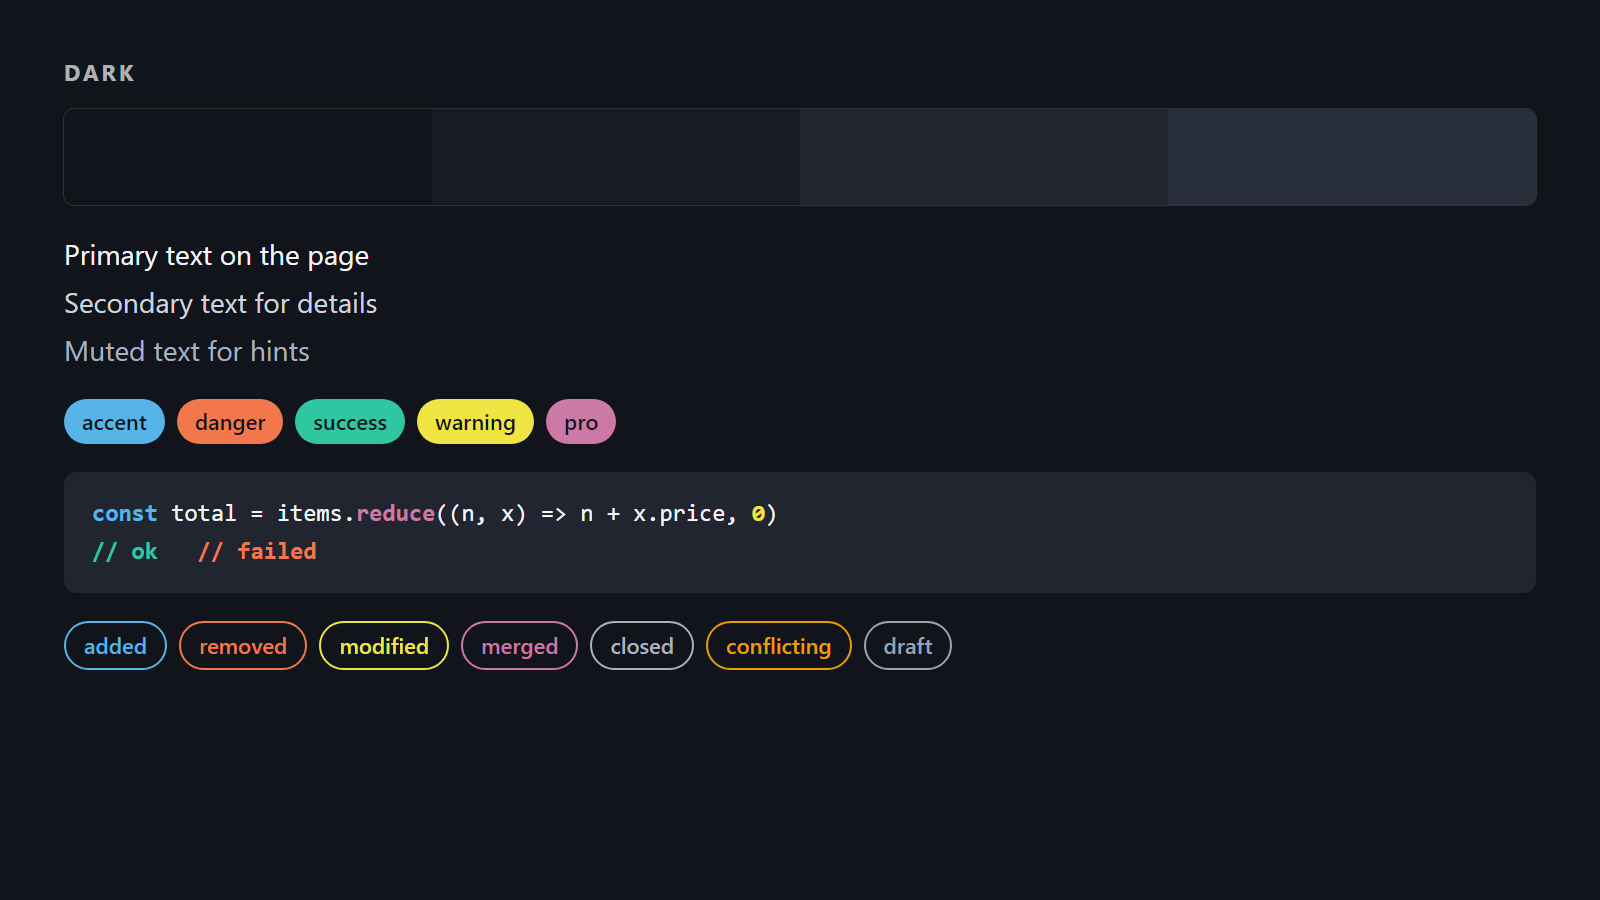 DARK
Primary text on the page
Secondary text for details
Muted text for hints
accent danger success warning pro
const total = items.reduce((n, x) => n + x.price, 0)
// ok   // failed
added removed modified merged closed conflicting draft